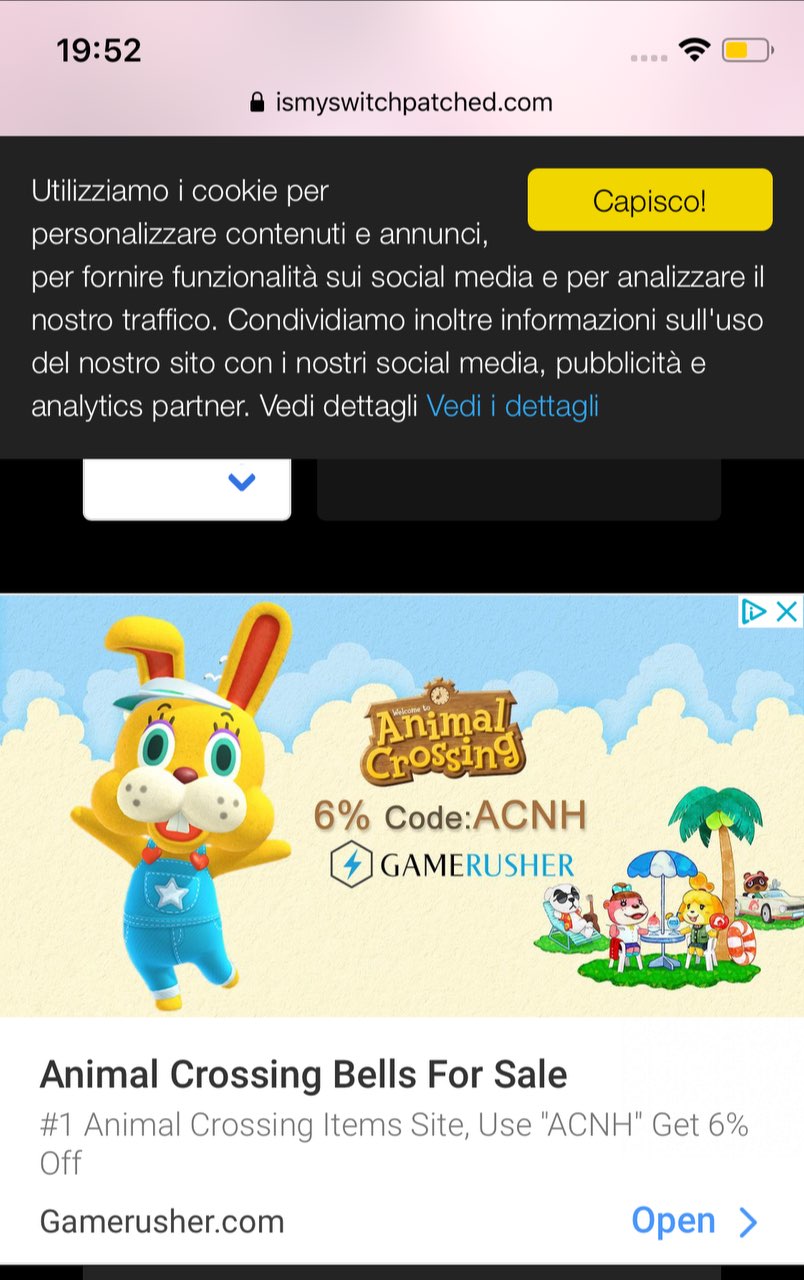 19:52
ismyswitchpatched.com
Utilizziamo i cookie per
Capisco!
personalizzare contenuti e annunci,
per fornire funzionalità sui social media e per analizzare il
nostro traffico. Condividiamo inoltre informazioni sull'uso
del nostro sito con i nostri social media, pubblicità e
analytics partner. Vedi dettagli Vedi i dettagli
Welcome to
Animal
Crossing
6% Code:ACNH
GAMERUSHER
Animal Crossing Bells For Sale
#1 Animal Crossing Items Site, Use "ACNH" Get 6%
Off
Gamerusher.com
Open